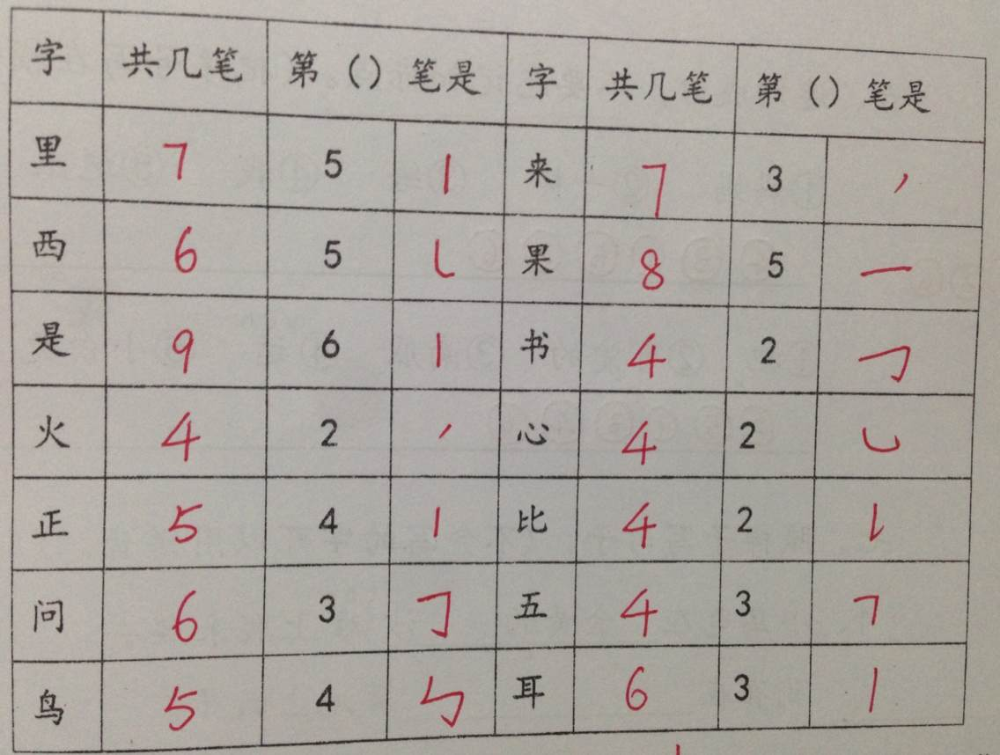 字 共几笔 第（）笔是 字 共几笔 第（）笔是
里 7 5 丨 来 7 3 ㇒
西 6 5 ㇄ 果 8 5 一
是 9 6 丨 书 4 2 ㇆
火 4 2 ㇒ 心 4 2 ㇃
正 5 4 丨 比 4 2 ㇙
问 6 3 ㇆ 五 4 3 ㇕
鸟 5 4 ㇉ 耳 6 3 丨